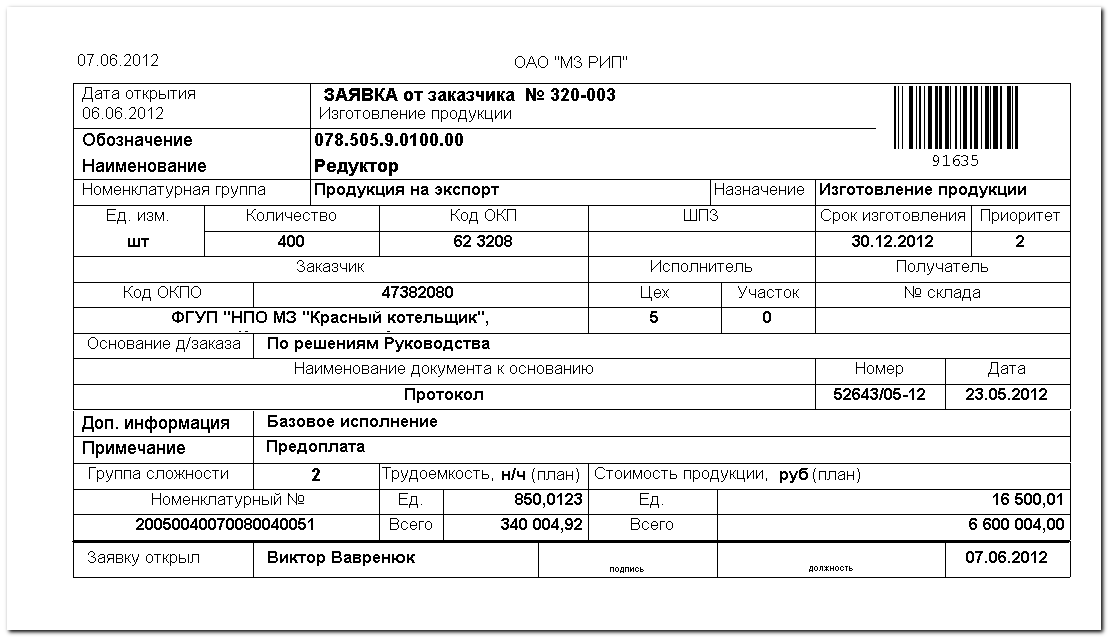 07.06.2012 ОАО "МЗ РИП"
Дата открытия ЗАЯВКА от заказчика № 320-003
06.06.2012 Изготовление продукции
Обозначение 078.505.9.0100.00
91635
Наименование Редуктор
Номенклатурная группа Продукция на экспорт Назначение Изготовление продукции
Ед. изм. Количество Код ОКП ШПЗ Срок изготовления Приоритет
шт 400 62 3208 30.12.2012 2
Заказчик Исполнитель Получатель
Код ОКПО 47382080 Цех Участок № склада
ФГУП "НПО МЗ "Красный котельщик", 5 0
Основание д/заказа По решениям Руководства
Наименование документа к основанию Номер Дата
Протокол 52643/05-12 23.05.2012
Доп. информация Базовое исполнение
Примечание Предоплата
Группа сложности 2 Трудоемкость, н/ч (план) Стоимость продукции, руб (план)
Номенклатурный № Ед. 850,0123 Ед. 16 500,01
20050040070080040051 Всего 340 004,92 Всего 6 600 004,00
Заявку открыл Виктор Вавренюк 07.06.2012
подпись должность